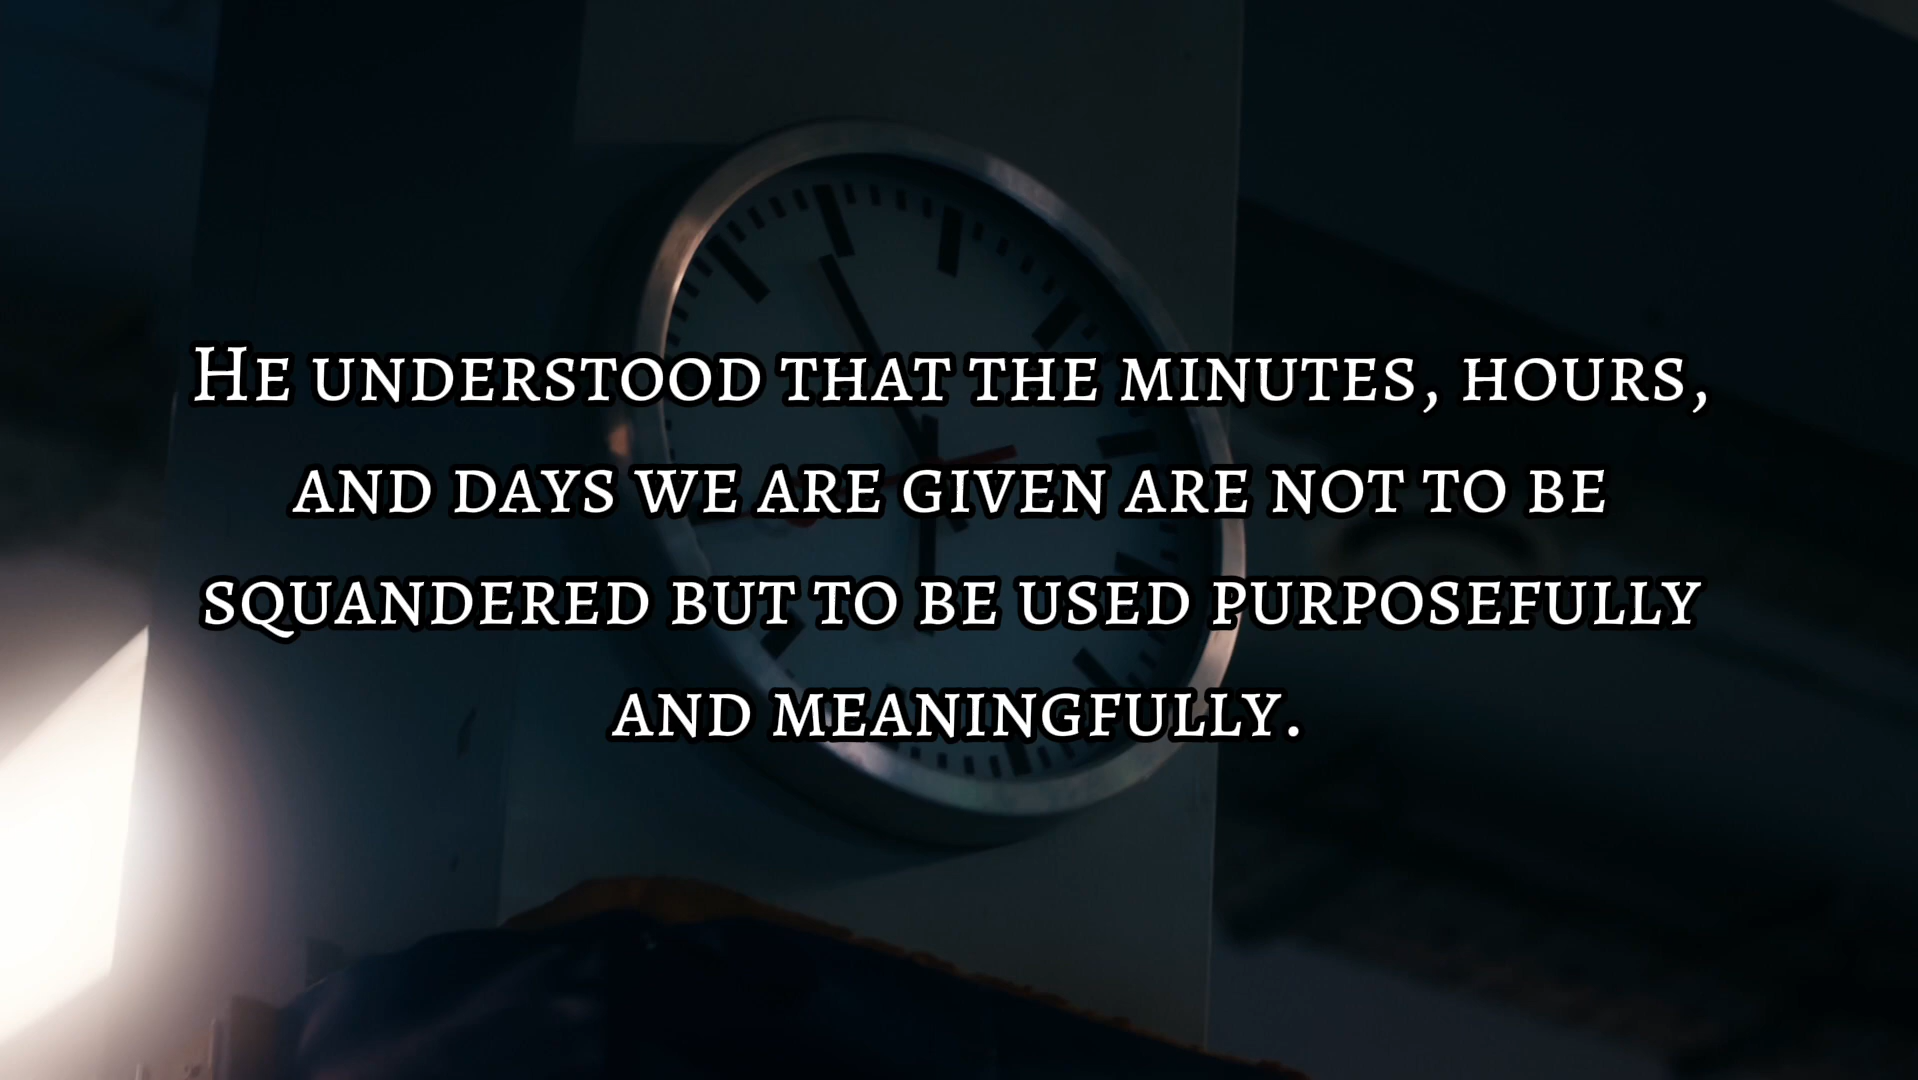 He understood that the minutes, hours,
and days we are given are not to be
squandered but to be used purposefully
and meaningfully.